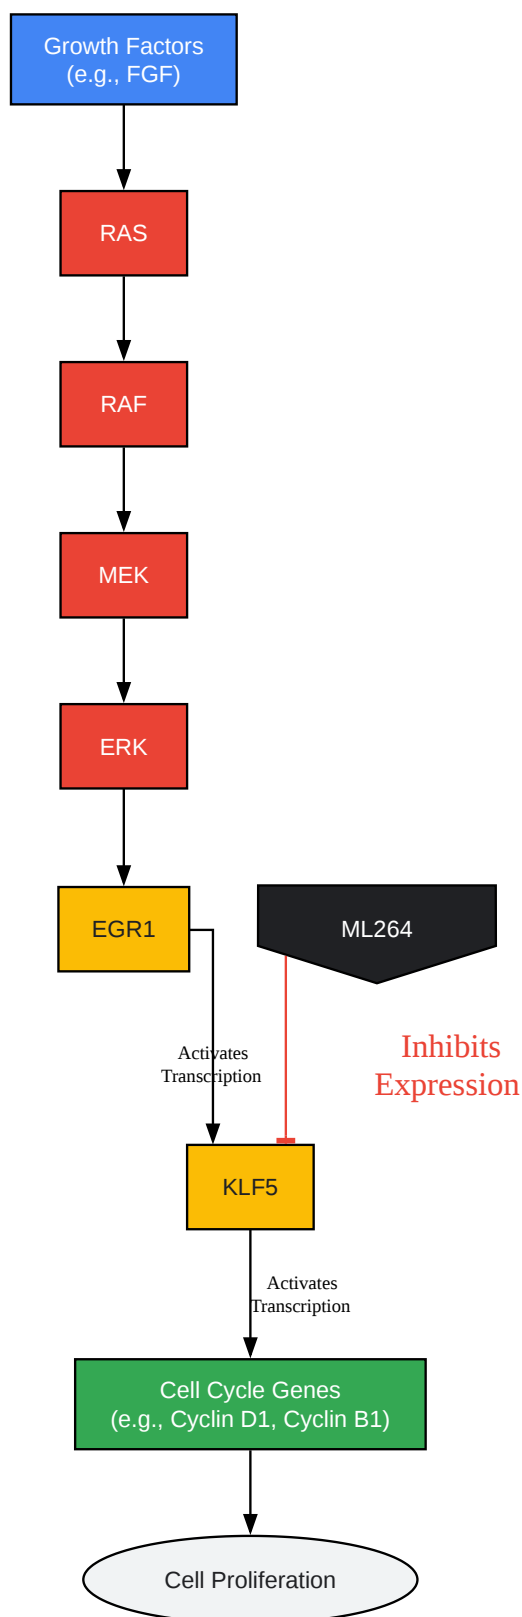 Growth Factors
(e.g., FGF)
RAS
RAF
MEK
ERK
EGR1
ML264
Activates
Transcription
Inhibits
Expression
KLF5
Activates
Transcription
Cell Cycle Genes
(e.g., Cyclin D1, Cyclin B1)
Cell Proliferation